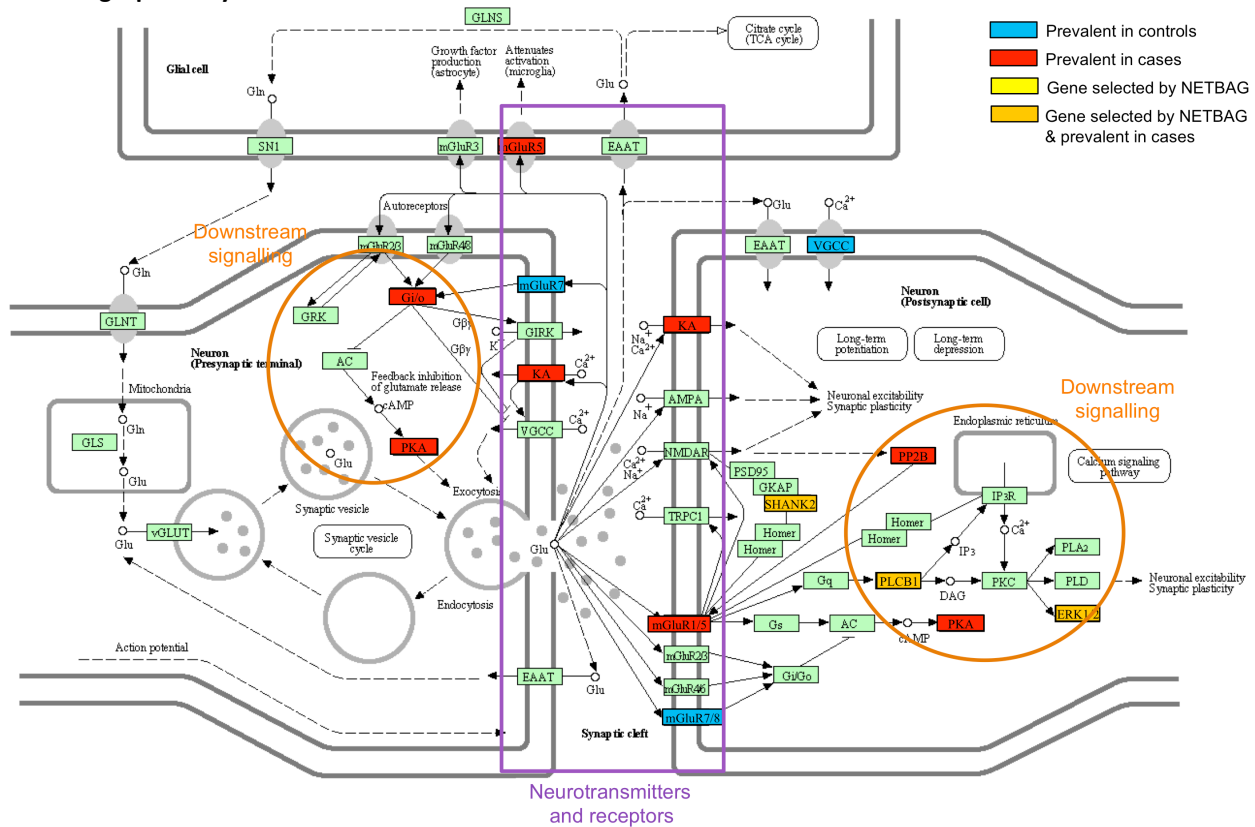 GLNS
Citrate cycle
(TCA cycle)
Prevalent in controls
Prevalent in cases
Gene selected by NETBAG
Gene selected by NETBAG
& prevalent in cases
Glial cell
Growth factor
production
(astrocyte)
Attenuates
activation
(microglia)
Gln
Glu
SN1
mGluR3
mGluR5
EAAT
Autoreceptors
Glu
Ca2+
Downstream
signalling
mGluR2/3
mGluR4/8
EAAT
VGCC
Gln
Gi/o
mGluR7
Neuron
(Postsynaptic cell)
GLNT
GRK
Gβγ
K+
GIRK
Na+
Ca2+
KA
Long-term
potentiation
Long-term
depression
Neuron
(Presynaptic terminal)
AC
Gβγ
Feedback inhibition
of glutamate release
KA
Ca2+
Mitochondria
cAMP
Na+
AMPA
Neuronal excitability
Synaptic plasticity
Downstream
signalling
Gln
GLS
PKA
VGCC
Ca2+
Endoplasmic reticulum
Glu
Glu
Ca2+
Na+
NMDAR
PP2B
Calcium signaling
pathway
PSD95
GKAP
SHANK2
Exocytosis
Synaptic vesicle
IP3R
Ca2+
TRPC1
Homer
Homer
Homer
Homer
Ca2+
Glu
vGLUT
Synaptic vesicle
cycle
Glu
IP3
PLA2
Gq
PLCB1
DAG
PKC
PLD
Neuronal excitability
Synaptic plasticity
Endocytosis
ERK1/2
mGluR1/5
Gs
AC
cAMP
PKA
Action potential
mGluR2/3
EAAT
Glu
mGluR4/6
Gi/Go
mGluR7/8
Synaptic cleft
Neurotransmitters
and receptors